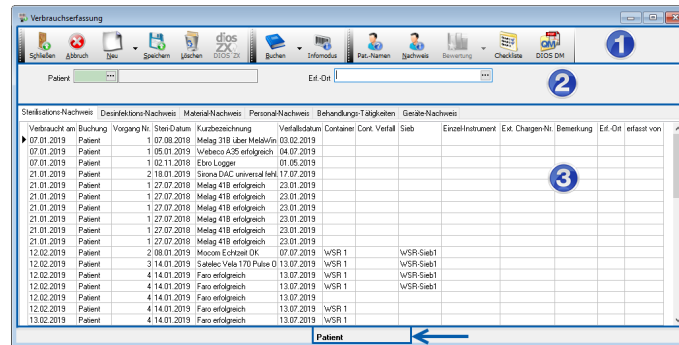 Verbrauchserfassung
Schließen Abbruch Neu Speichern Löschen DIOS ZX Buchen Infomodus Pat.-Namen Nachweis Bewertung Checkliste DIOS DM
1
Patient ... Erf.-Ort ...
2
Sterilisations-Nachweis Desinfektions-Nachweis Material-Nachweis Personal-Nachweis Behandlungs-Tätigkeiten Geräte-Nachweis
Verbraucht am Buchung Vorgang Nr. Steri-Datum Kurzbezeichnung Verfallsdatum Container Cont. Verfall Sieb Einzel-Instrument Ext. Chargen-Nr. Bemerkung Erf.-Ort erfasst von
07.01.2019 Patient 1 07.08.2018 Melag 31B über MelaWin 03.02.2019
07.01.2019 Patient 1 05.01.2019 Webeco A35 erfolgreich 04.07.2019
07.01.2019 Patient 1 02.11.2018 Ebro Logger 01.05.2019
21.01.2019 Patient 2 18.01.2019 Sirona DAC universal fehl. 17.07.2019
21.01.2019 Patient 1 27.07.2018 Melag 41B erfolgreich 23.01.2019
21.01.2019 Patient 1 27.07.2018 Melag 41B erfolgreich 23.01.2019
21.01.2019 Patient 1 27.07.2018 Melag 41B erfolgreich 23.01.2019
21.01.2019 Patient 1 27.07.2018 Melag 41B erfolgreich 23.01.2019
21.01.2019 Patient 1 27.07.2018 Melag 41B erfolgreich 23.01.2019
12.02.2019 Patient 2 08.01.2019 Mocom Echtzeit OK 07.07.2019 WSR 1 WSR-Sieb1
12.02.2019 Patient 3 14.01.2019 Satelec Vela 170 Pulse O 13.07.2019 WSR 1 WSR-Sieb1
12.02.2019 Patient 4 14.01.2019 Faro erfolgreich 13.07.2019 WSR 1 WSR-Sieb1
12.02.2019 Patient 4 14.01.2019 Faro erfolgreich 13.07.2019 WSR 1 WSR-Sieb1
12.02.2019 Patient 4 14.01.2019 Faro erfolgreich 13.07.2019
12.02.2019 Patient 4 14.01.2019 Faro erfolgreich 13.07.2019 WSR 1
13.02.2019 Patient 4 14.01.2019 Faro erfolgreich 13.07.2019 WSR 1
3
Patient